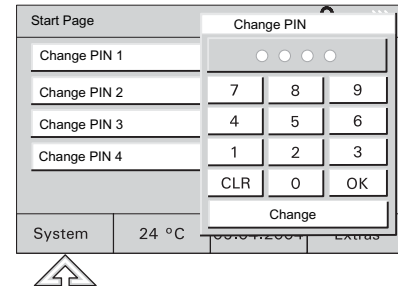 Start Page
Change PIN
Change PIN 1
Change PIN 2
Change PIN 3
Change PIN 4
7 8 9
4 5 6
1 2 3
CLR 0 OK
Change
System 24 °C